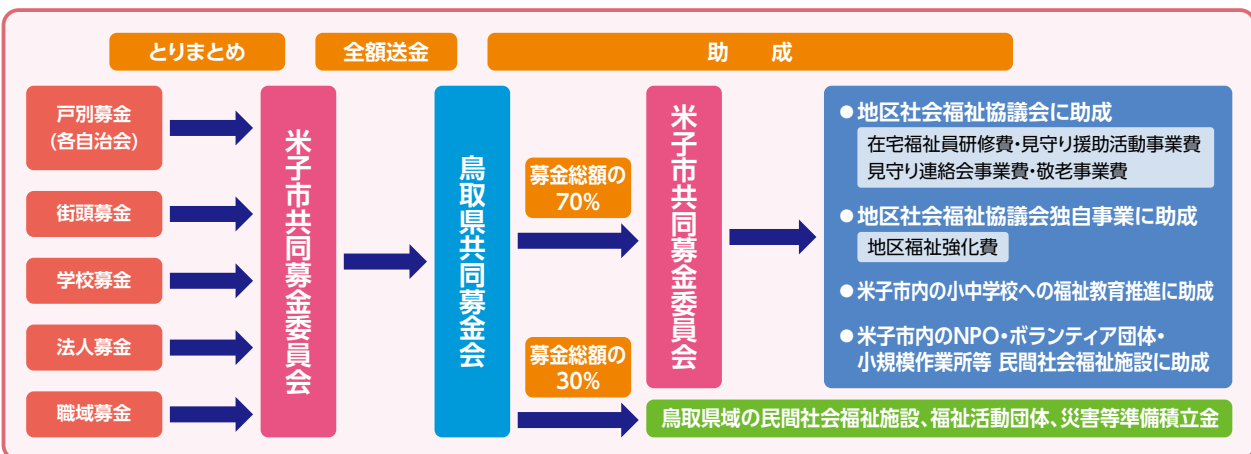 とりまとめ
全額送金
助　成
戸別募金
(各自治会)
街頭募金
学校募金
法人募金
職域募金
米子市共同募金委員会
鳥取県共同募金会
募金総額の
70%
募金総額の
30%
米子市共同募金委員会
●地区社会福祉協議会に助成
在宅福祉員研修費・見守り援助活動事業費
見守り連絡会事業費・敬老事業費
●地区社会福祉協議会独自事業に助成
地区福祉強化費
●米子市内の小中学校への福祉教育推進に助成
●米子市内のNPO・ボランティア団体・
小規模作業所等 民間社会福祉施設に助成
鳥取県域の民間社会福祉施設、福祉活動団体、災害等準備積立金